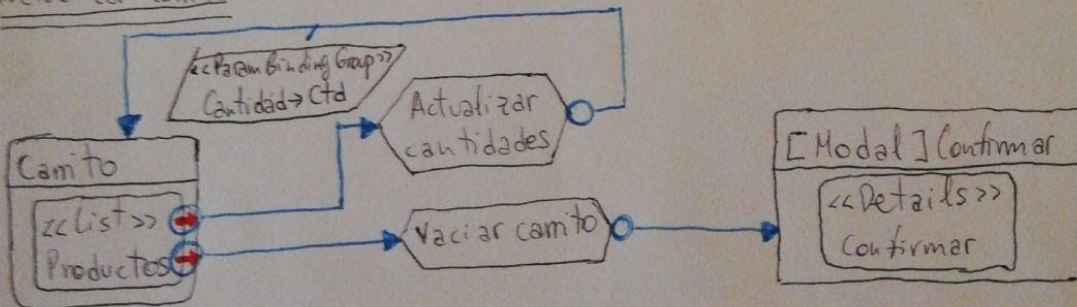 <<ParamBindingGroup>>
Cantidad → Ctd
Actualizar
cantidades
Carrito
<<List>>
Productos
Vaciar carrito
[Modal] Confirmar
<<Details>>
Confirmar